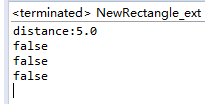 <terminated> NewRectangle_ext
distance:5.0
false
false
false